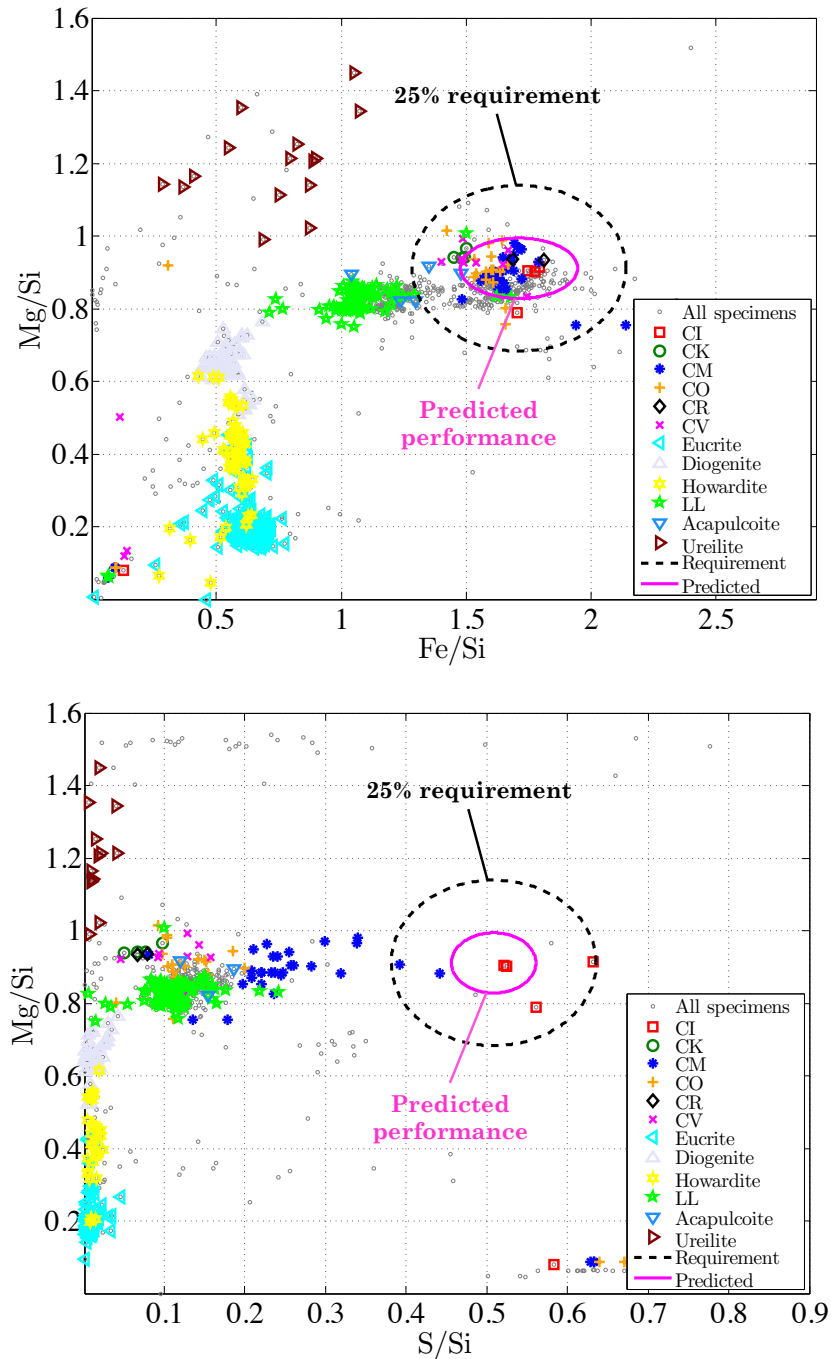 1.6
1.4
1.2
1
0.8
0.6
0.4
0.2
Mg/Si
25% requirement
Predicted
performance
All specimens
CI
CK
CM
CO
CR
CV
Eucrite
Diogenite
Howardite
LL
Acapulcoite
Ureilite
Requirement
Predicted
0.5 1 1.5 2 2.5
Fe/Si
1.6
1.4
1.2
1
0.8
0.6
0.4
0.2
Mg/Si
25% requirement
Predicted
performance
All specimens
CI
CK
CM
CO
CR
CV
Eucrite
Diogenite
Howardite
LL
Acapulcoite
Ureilite
Requirement
Predicted
0.1 0.2 0.3 0.4 0.5 0.6 0.7 0.8 0.9
S/Si